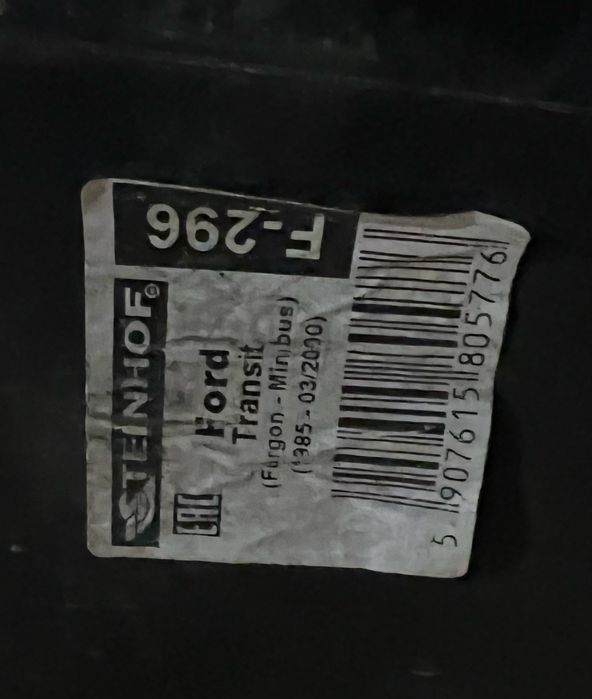 STEINHOF®
F-296
Ford
Transit
(Furgon - Minibus)
(1985 - 03/2000)
EAC
5 907615 805776